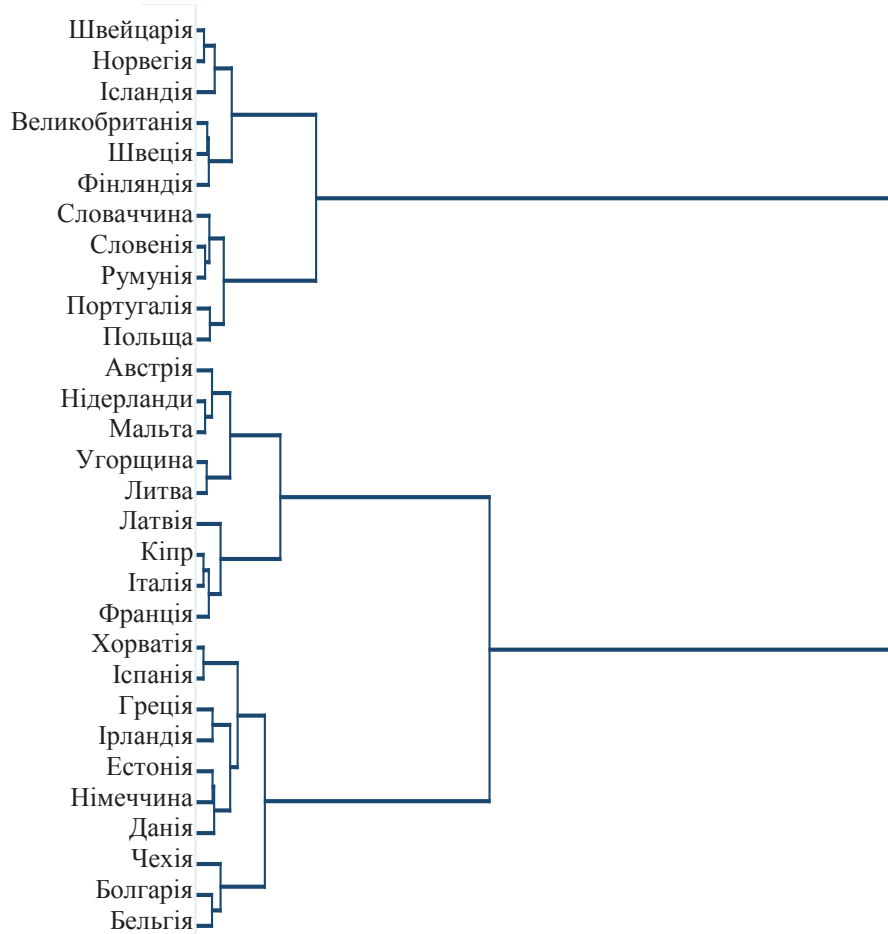 Швейцарія
Норвегія
Ісландія
Великобританія
Швеція
Фінляндія
Словаччина
Словенія
Румунія
Португалія
Польща
Австрія
Нідерланди
Мальта
Угорщина
Литва
Латвія
Кіпр
Італія
Франція
Хорватія
Іспанія
Греція
Ірландія
Естонія
Німеччина
Данія
Чехія
Болгарія
Бельгія